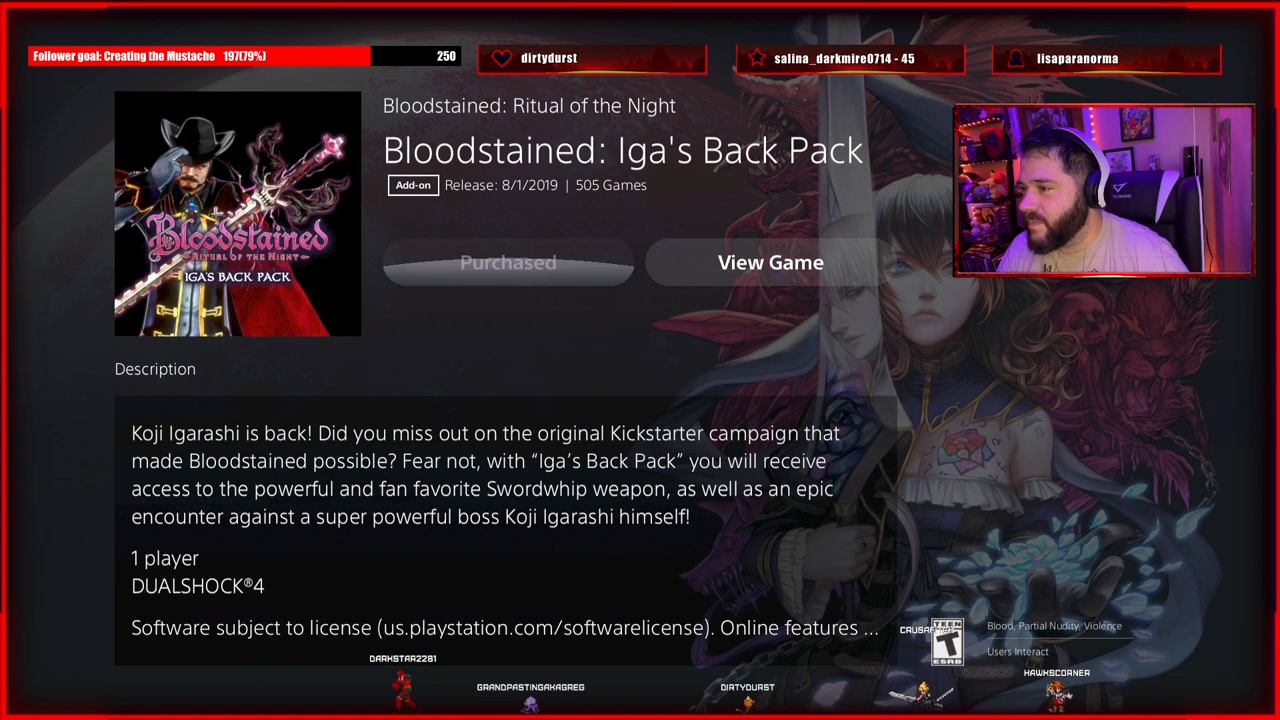 Follower goal: Creating the Mustache 197(79%)
250
dirtydurst
salina_darkmire0714 - 45
lisaparanorma
Bloodstained: Ritual of the Night
Bloodstained: Iga's Back Pack
Add-on
Release: 8/1/2019 | 505 Games
Bloodstained
RITUAL OF THE NIGHT
IGA'S BACK PACK
Purchased
View Game
Description
Koji Igarashi is back! Did you miss out on the original Kickstarter campaign that
made Bloodstained possible? Fear not, with “Iga’s Back Pack” you will receive
access to the powerful and fan favorite Swordwhip weapon, as well as an epic
encounter against a super powerful boss Koji Igarashi himself!
1 player
DUALSHOCK®4
Software subject to license (us.playstation.com/softwarelicense). Online features ...
TEEN
T
ESRB
Blood, Partial Nudity, Violence
Users Interact
DARKSTAR2281
GRANDPASTINGAKAGREG
DIRTYDURST
HAWKSCORNER